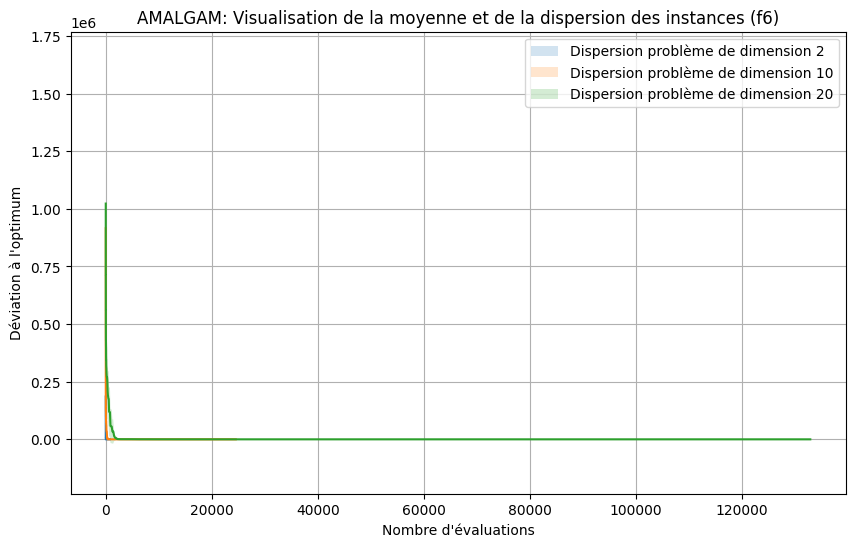 AMALGAM: Visualisation de la moyenne et de la dispersion des instances (f6)
1e6
1.75
1.50
1.25
1.00
0.75
0.50
0.25
0.00
Déviation à l'optimum
Dispersion problème de dimension 2
Dispersion problème de dimension 10
Dispersion problème de dimension 20
0 20000 40000 60000 80000 100000 120000
Nombre d'évaluations